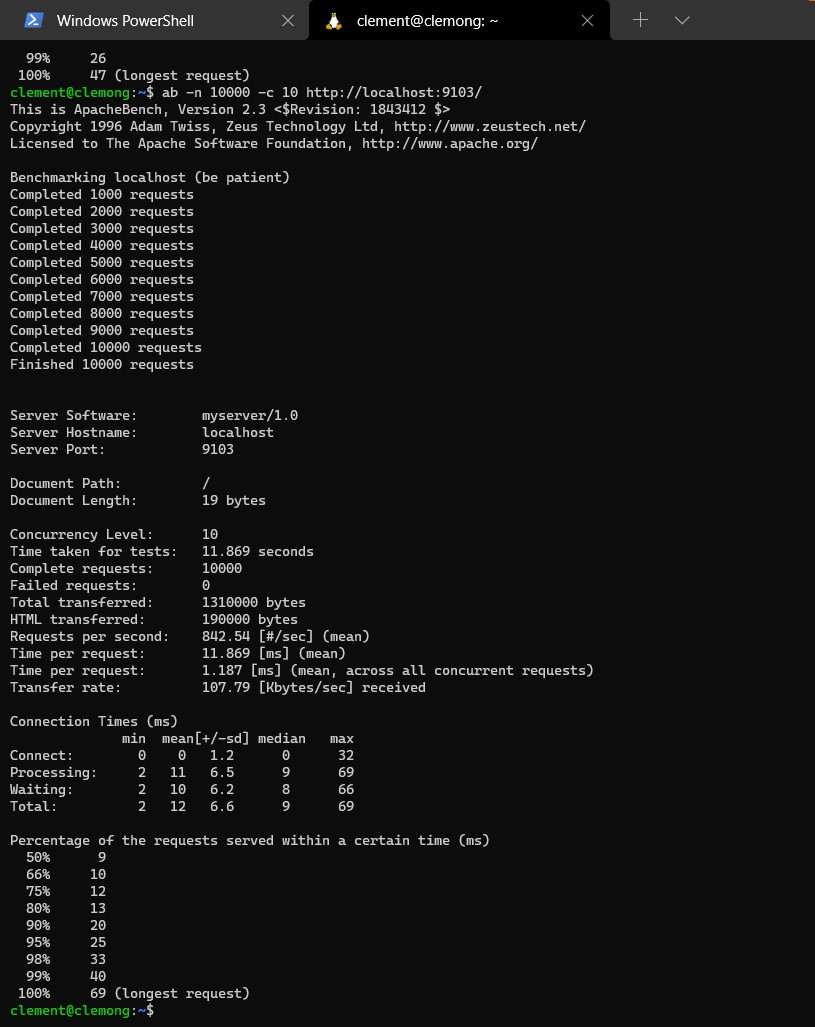 Windows PowerShell
clement@clemong: ~
99% 26
100% 47 (longest request)
clement@clemong:~$ ab -n 10000 -c 10 http://localhost:9103/
This is ApacheBench, Version 2.3 <$Revision: 1843412 $>
Copyright 1996 Adam Twiss, Zeus Technology Ltd, http://www.zeustech.net/
Licensed to The Apache Software Foundation, http://www.apache.org/
Benchmarking localhost (be patient)
Completed 1000 requests
Completed 2000 requests
Completed 3000 requests
Completed 4000 requests
Completed 5000 requests
Completed 6000 requests
Completed 7000 requests
Completed 8000 requests
Completed 9000 requests
Completed 10000 requests
Finished 10000 requests
Server Software: myserver/1.0
Server Hostname: localhost
Server Port: 9103
Document Path: /
Document Length: 19 bytes
Concurrency Level: 10
Time taken for tests: 11.869 seconds
Complete requests: 10000
Failed requests: 0
Total transferred: 1310000 bytes
HTML transferred: 190000 bytes
Requests per second: 842.54 [#/sec] (mean)
Time per request: 11.869 [ms] (mean)
Time per request: 1.187 [ms] (mean, across all concurrent requests)
Transfer rate: 107.79 [Kbytes/sec] received
Connection Times (ms)
min mean[+/-sd] median max
Connect: 0 0 1.2 0 32
Processing: 2 11 6.5 9 69
Waiting: 2 10 6.2 8 66
Total: 2 12 6.6 9 69
Percentage of the requests served within a certain time (ms)
50% 9
66% 10
75% 12
80% 13
90% 20
95% 25
98% 33
99% 40
100% 69 (longest request)
clement@clemong:~$